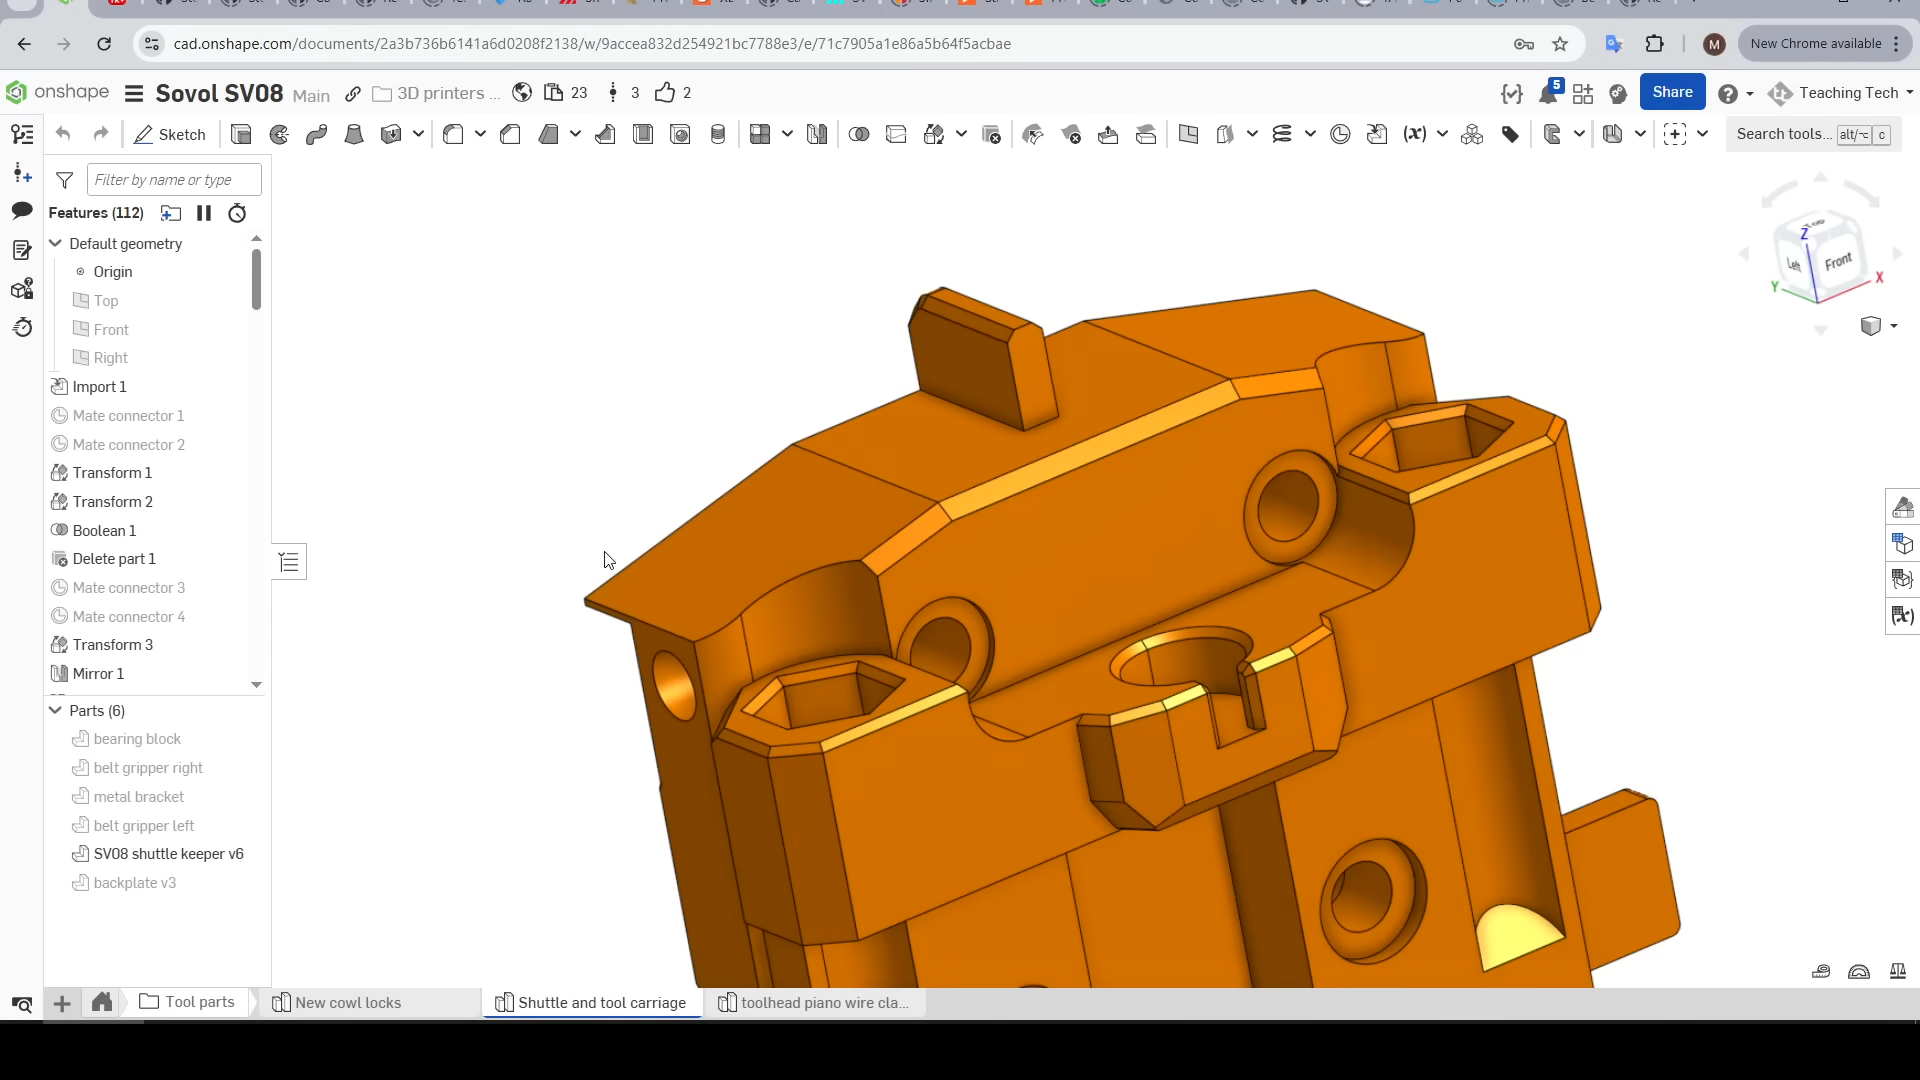 cad.onshape.com/documents/2a3b736b6141a6d0208f2138/w/9accea832d254921bc7788e3/e/71c7905a1e86a5b64f5acbae
M
New Chrome available
onshape
Sovol SV08 Main
3D printers ...
23
3
2
5
Share
Teaching Tech
Sketch
Search tools...
alt/⌥
c
Filter by name or type
Features (112)
Default geometry
Origin
Top
Front
Right
Import 1
Mate connector 1
Mate connector 2
Transform 1
Transform 2
Boolean 1
Delete part 1
Mate connector 3
Mate connector 4
Transform 3
Mirror 1
Parts (6)
bearing block
belt gripper right
metal bracket
belt gripper left
SV08 shuttle keeper v6
backplate v3
Top
Z
Left
Front
Y
X
Tool parts
New cowl locks
Shuttle and tool carriage
toolhead piano wire cla...